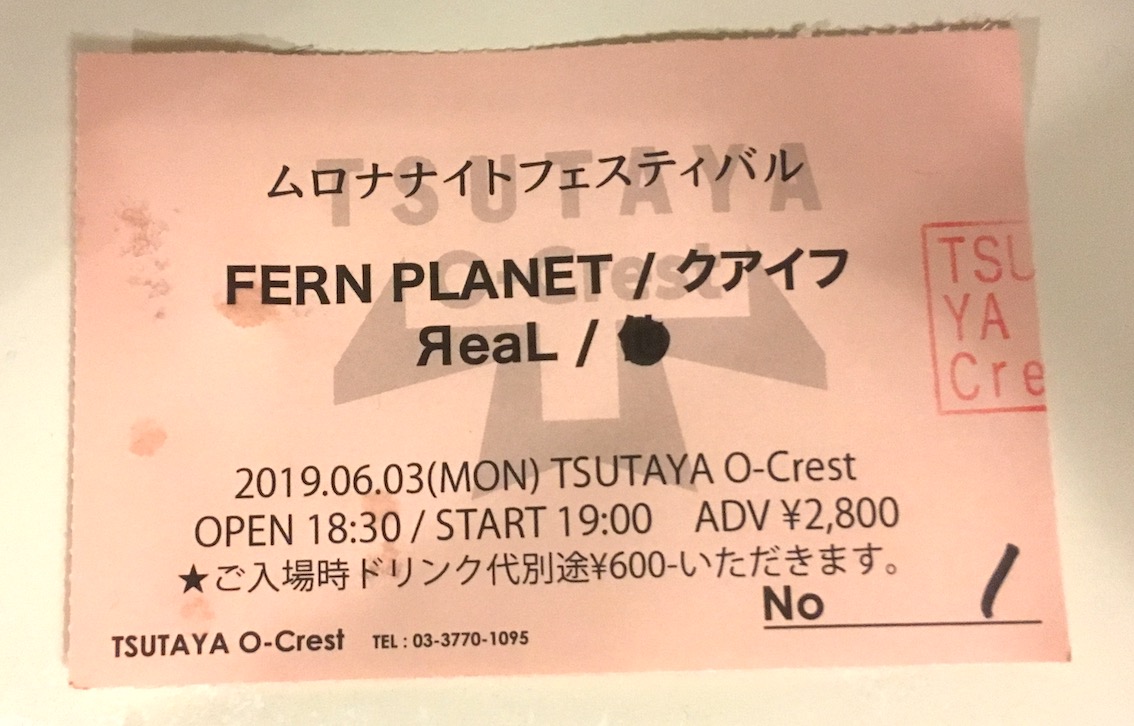 TSUTAYA
O-Crest
ムロナナイトフェスティバル
FERN PLANET / クアイフ
ЯeaL /
TSU
YA
Cre
2019.06.03(MON) TSUTAYA O-Crest
OPEN 18:30 / START 19:00 ADV ¥2,800
★ご入場時ドリンク代別途¥600-いただきます。
No 1
TSUTAYA O-Crest TEL : 03-3770-1095